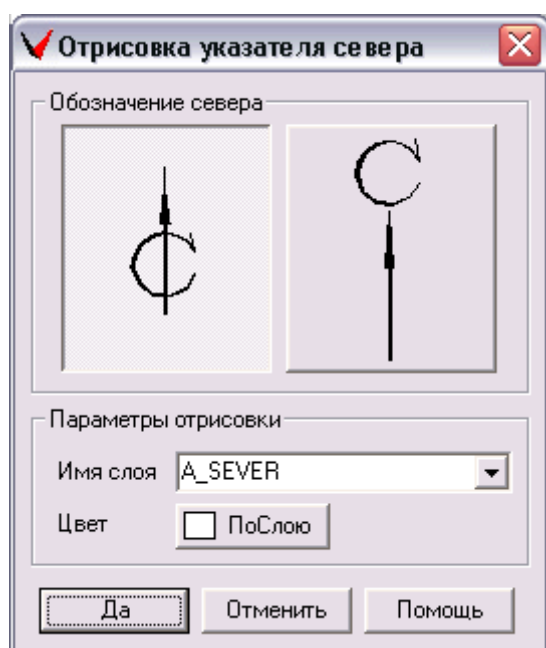 Отрисовка указателя севера
Обозначение севера
С
С
Параметры отрисовки
Имя слоя A_SEVER
Цвет ПоСлою
Да Отменить Помощь